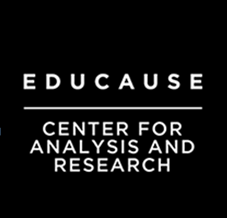 EDUCAUSE
CENTER FOR
ANALYSIS AND
RESEARCH